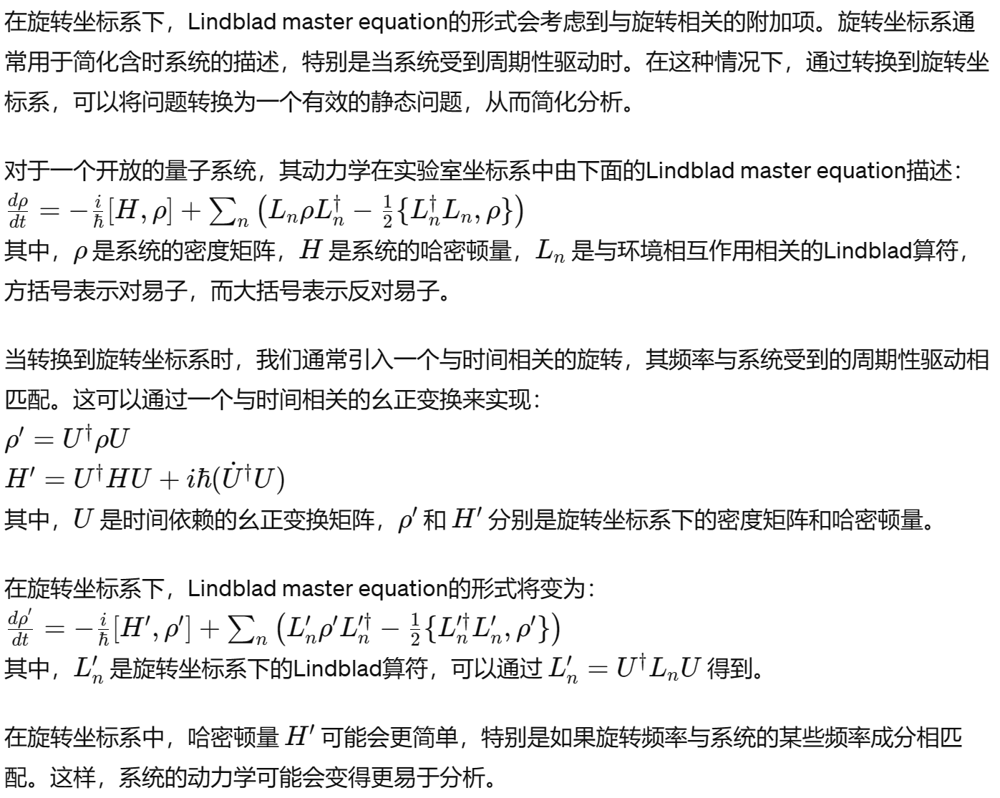 在旋转坐标系下，Lindblad master equation的形式会考虑到与旋转相关的附加项。旋转坐标系通
常用于简化含时系统的描述，特别是当系统受到周期性驱动时。在这种情况下，通过转换到旋转坐
标系，可以将问题转换为一个有效的静态问题，从而简化分析。
对于一个开放的量子系统，其动力学在实验室坐标系中由下面的Lindblad master equation描述：
$\frac{d\rho}{dt} = -\frac{i}{\hbar}[H, \rho] + \sum_n \left( L_n \rho L_n^\dagger - \frac{1}{2}\{L_n^\dagger L_n, \rho\} \right)$
其中，$\rho$ 是系统的密度矩阵，$H$ 是系统的哈密顿量，$L_n$ 是与环境相互作用相关的Lindblad算符，
方括号表示对易子，而大括号表示反对易子。
当转换到旋转坐标系时，我们通常引入一个与时间相关的旋转，其频率与系统受到的周期性驱动相
匹配。这可以通过一个与时间相关的幺正变换来实现：
$\rho' = U^\dagger \rho U$
$H' = U^\dagger H U + i\hbar(\dot{U}^\dagger U)$
其中，$U$ 是时间依赖的幺正变换矩阵，$\rho'$ 和 $H'$ 分别是旋转坐标系下的密度矩阵和哈密顿量。
在旋转坐标系下，Lindblad master equation的形式将变为：
$\frac{d\rho'}{dt} = -\frac{i}{\hbar}[H', \rho'] + \sum_n \left( L_n' \rho' L_n'^\dagger - \frac{1}{2}\{L_n'^\dagger L_n', \rho'\} \right)$
其中，$L_n'$ 是旋转坐标系下的Lindblad算符，可以通过 $L_n' = U^\dagger L_n U$ 得到。
在旋转坐标系中，哈密顿量 $H'$ 可能会更简单，特别是如果旋转频率与系统的某些频率成分相匹
配。这样，系统的动力学可能会变得更易于分析。